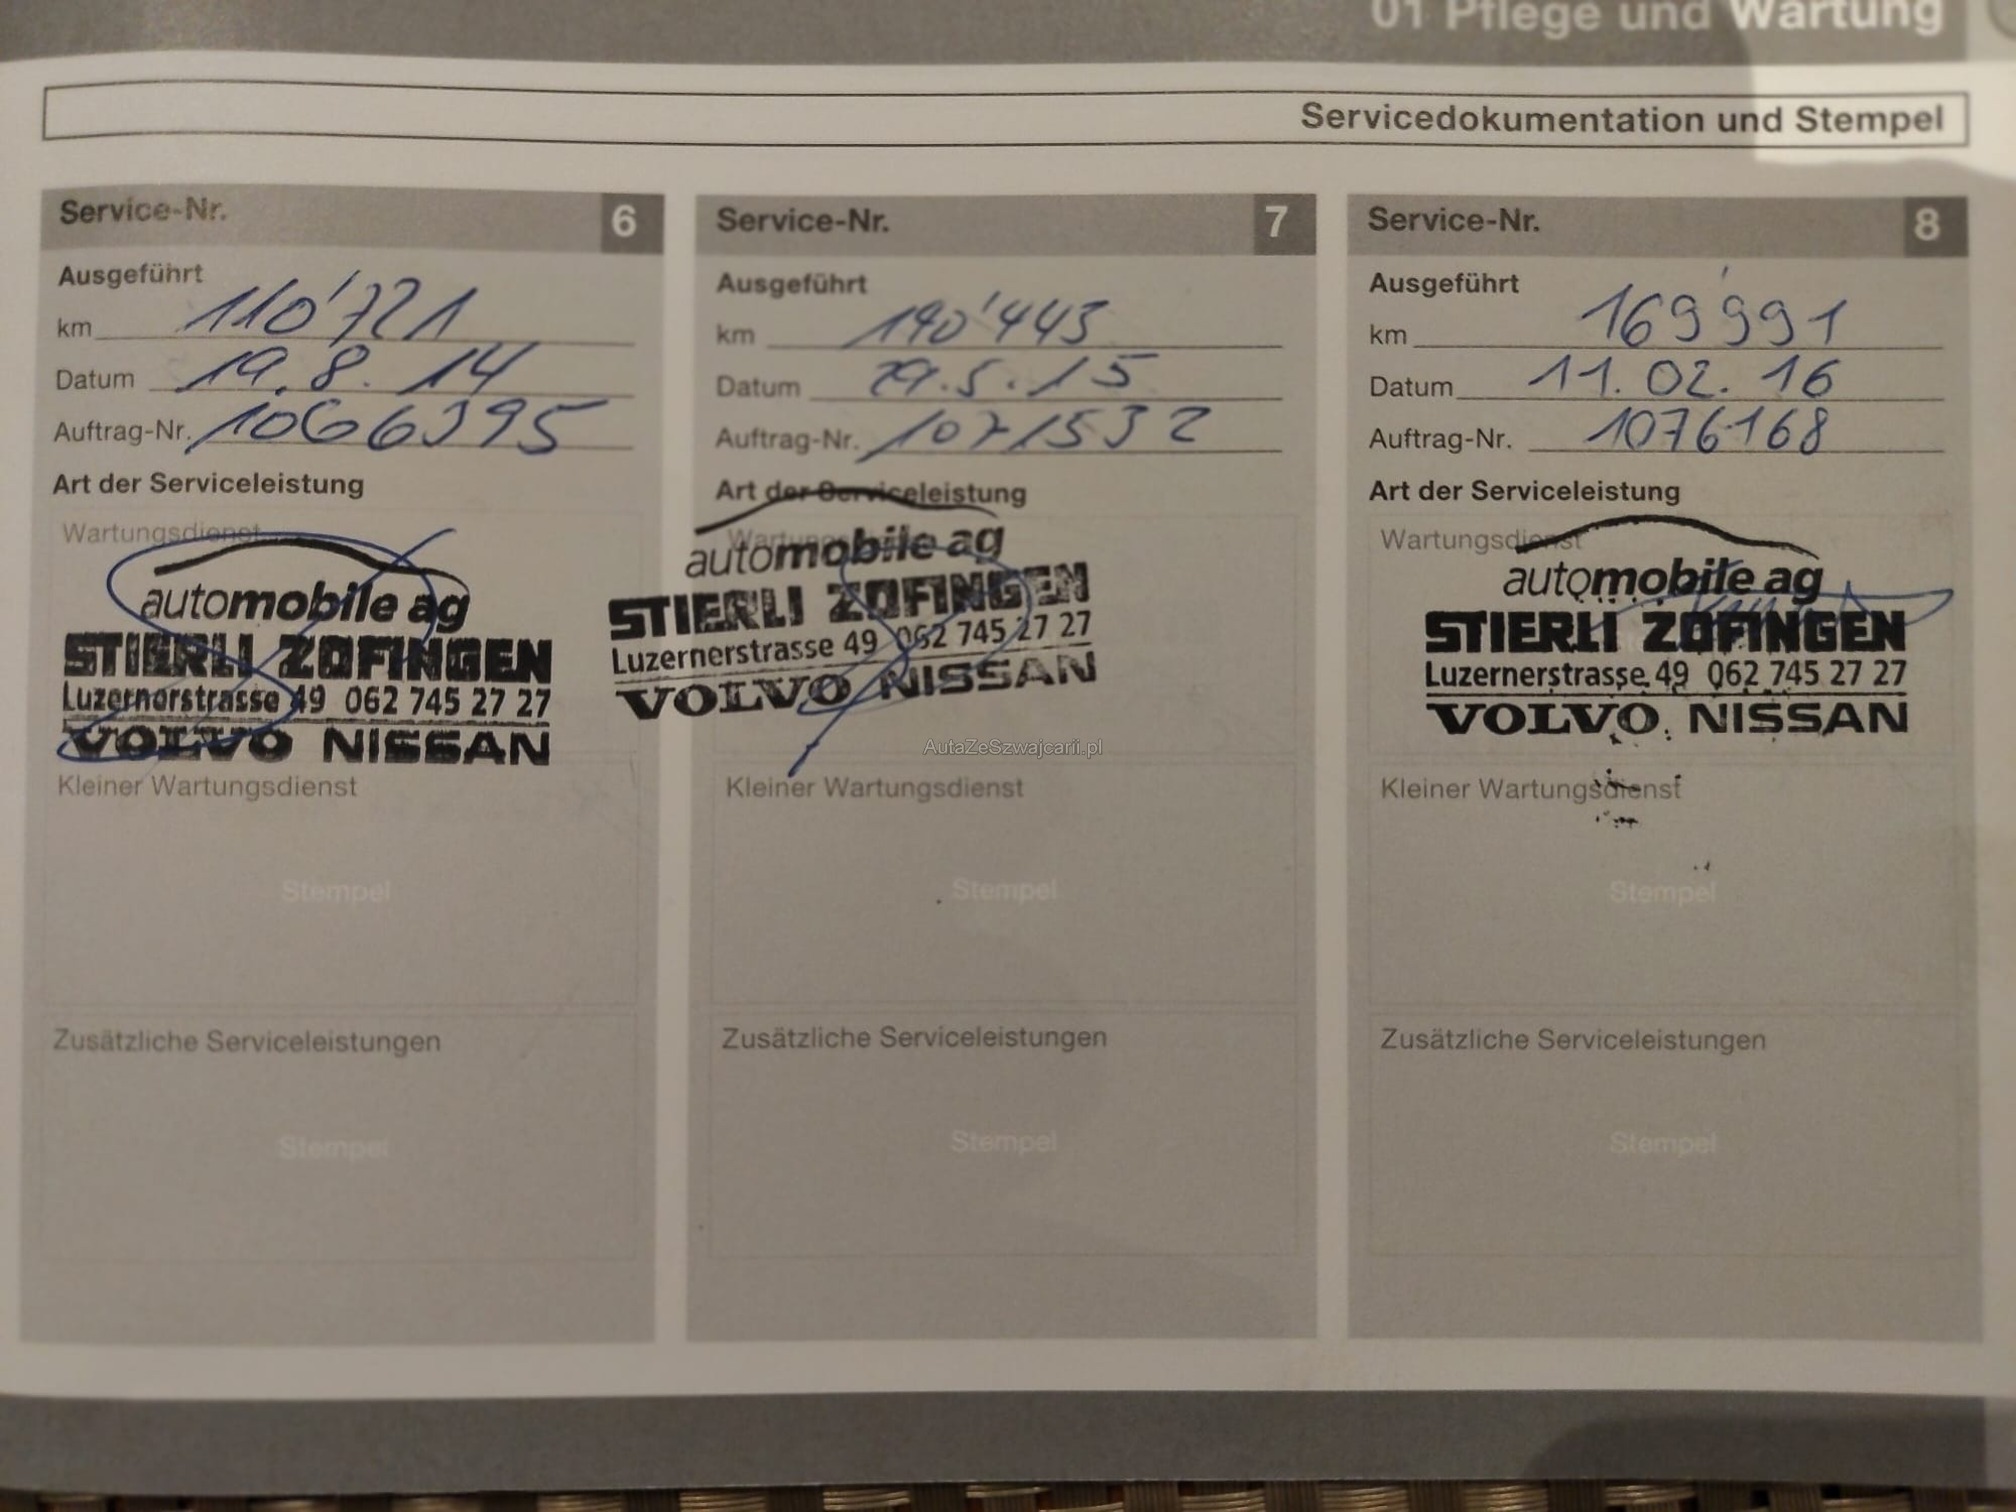 01 Pflege und Wartung
Servicedokumentation und Stempel
Service-Nr. 6
Ausgeführt
km 110'721
Datum 19.8.14
Auftrag-Nr. 1066395
Art der Serviceleistung
Wartungsdienst
automobile ag
STIERLI ZOFINGEN
Luzernerstrasse 49 062 745 27 27
VOLVO NISSAN
Kleiner Wartungsdienst
Stempel
Zusätzliche Serviceleistungen
Stempel
Service-Nr. 7
Ausgeführt
km 140'443
Datum 29.5.15
Auftrag-Nr. 1071532
Art der Serviceleistung
automobile ag
STIERLI ZOFINGEN
Luzernerstrasse 49 062 745 27 27
VOLVO NISSAN
AutaZeSzwajcarii.pl
Kleiner Wartungsdienst
Stempel
Zusätzliche Serviceleistungen
Stempel
Service-Nr. 8
Ausgeführt
km 169'991
Datum 11.02.16
Auftrag-Nr. 1076168
Art der Serviceleistung
Wartungsdienst
automobile ag
STIERLI ZOFINGEN
Luzernerstrasse 49 062 745 27 27
VOLVO NISSAN
Kleiner Wartungsdienst
Stempel
Zusätzliche Serviceleistungen
Stempel